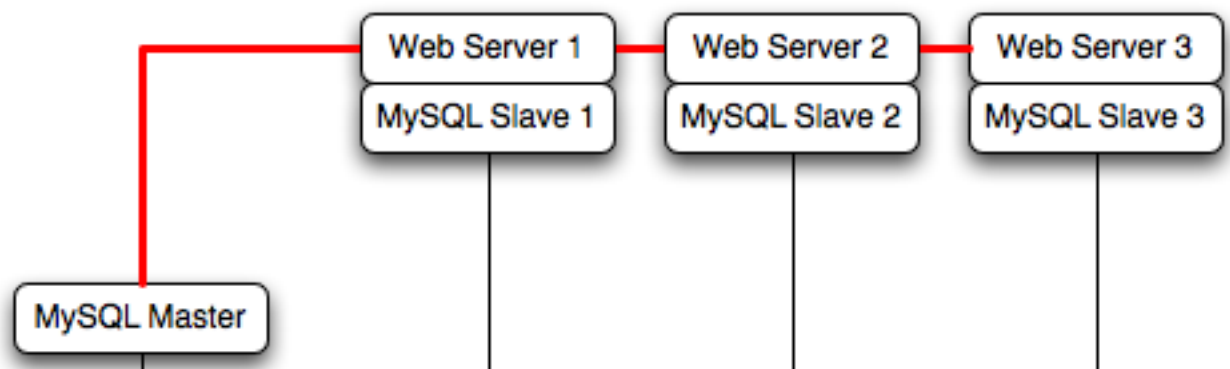 Web Server 1
Web Server 2
Web Server 3
MySQL Slave 1
MySQL Slave 2
MySQL Slave 3
MySQL Master